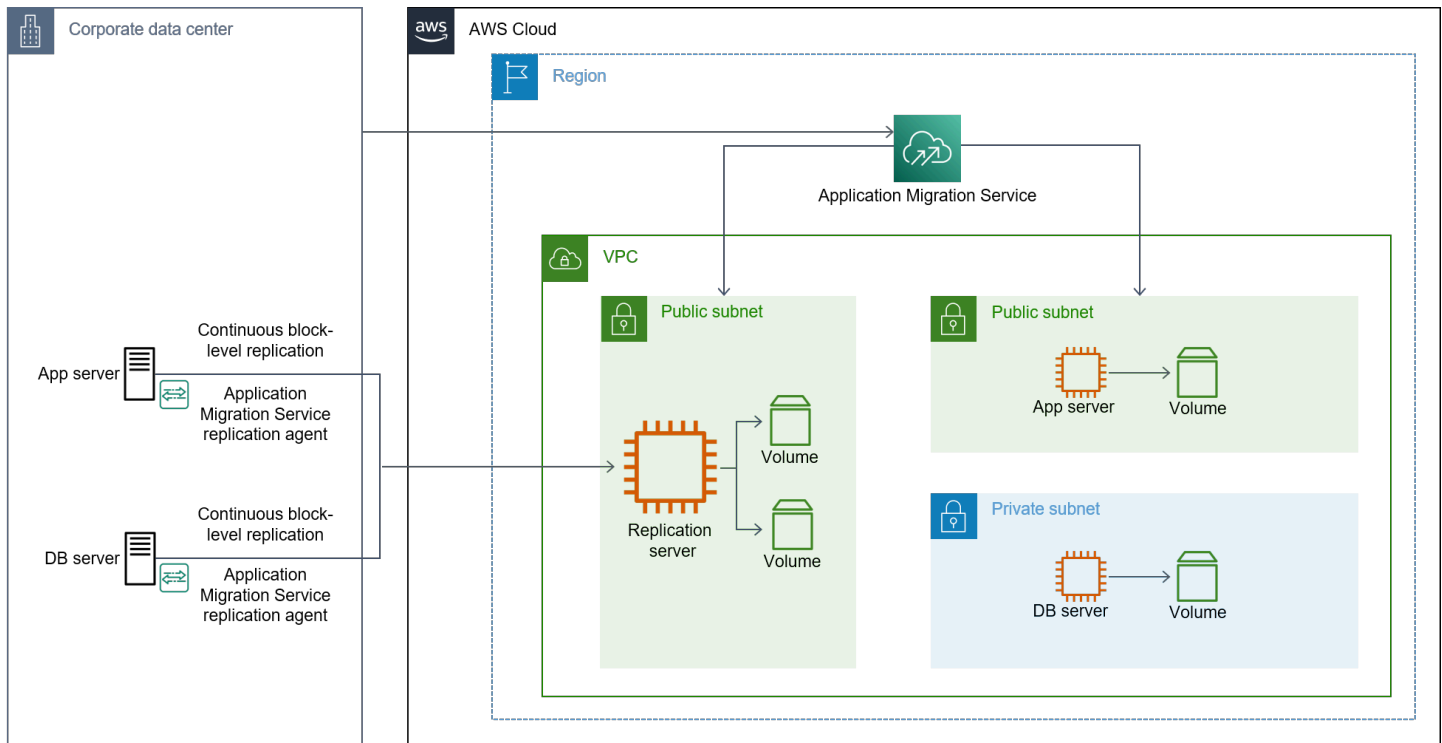 Corporate data center
aws
AWS Cloud
Region
Application Migration Service
VPC
Public subnet
Public subnet
Continuous block-
level replication
App server
Application
Migration Service
replication agent
App server
Volume
Volume
Replication
server
Volume
Private subnet
Continuous block-
level replication
DB server
Application
Migration Service
replication agent
DB server
Volume